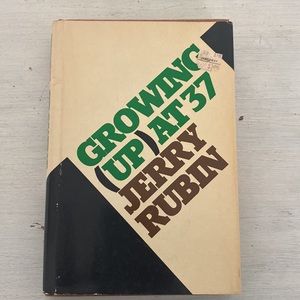 GROWING
(UP) AT 37
JERRY
RUBIN